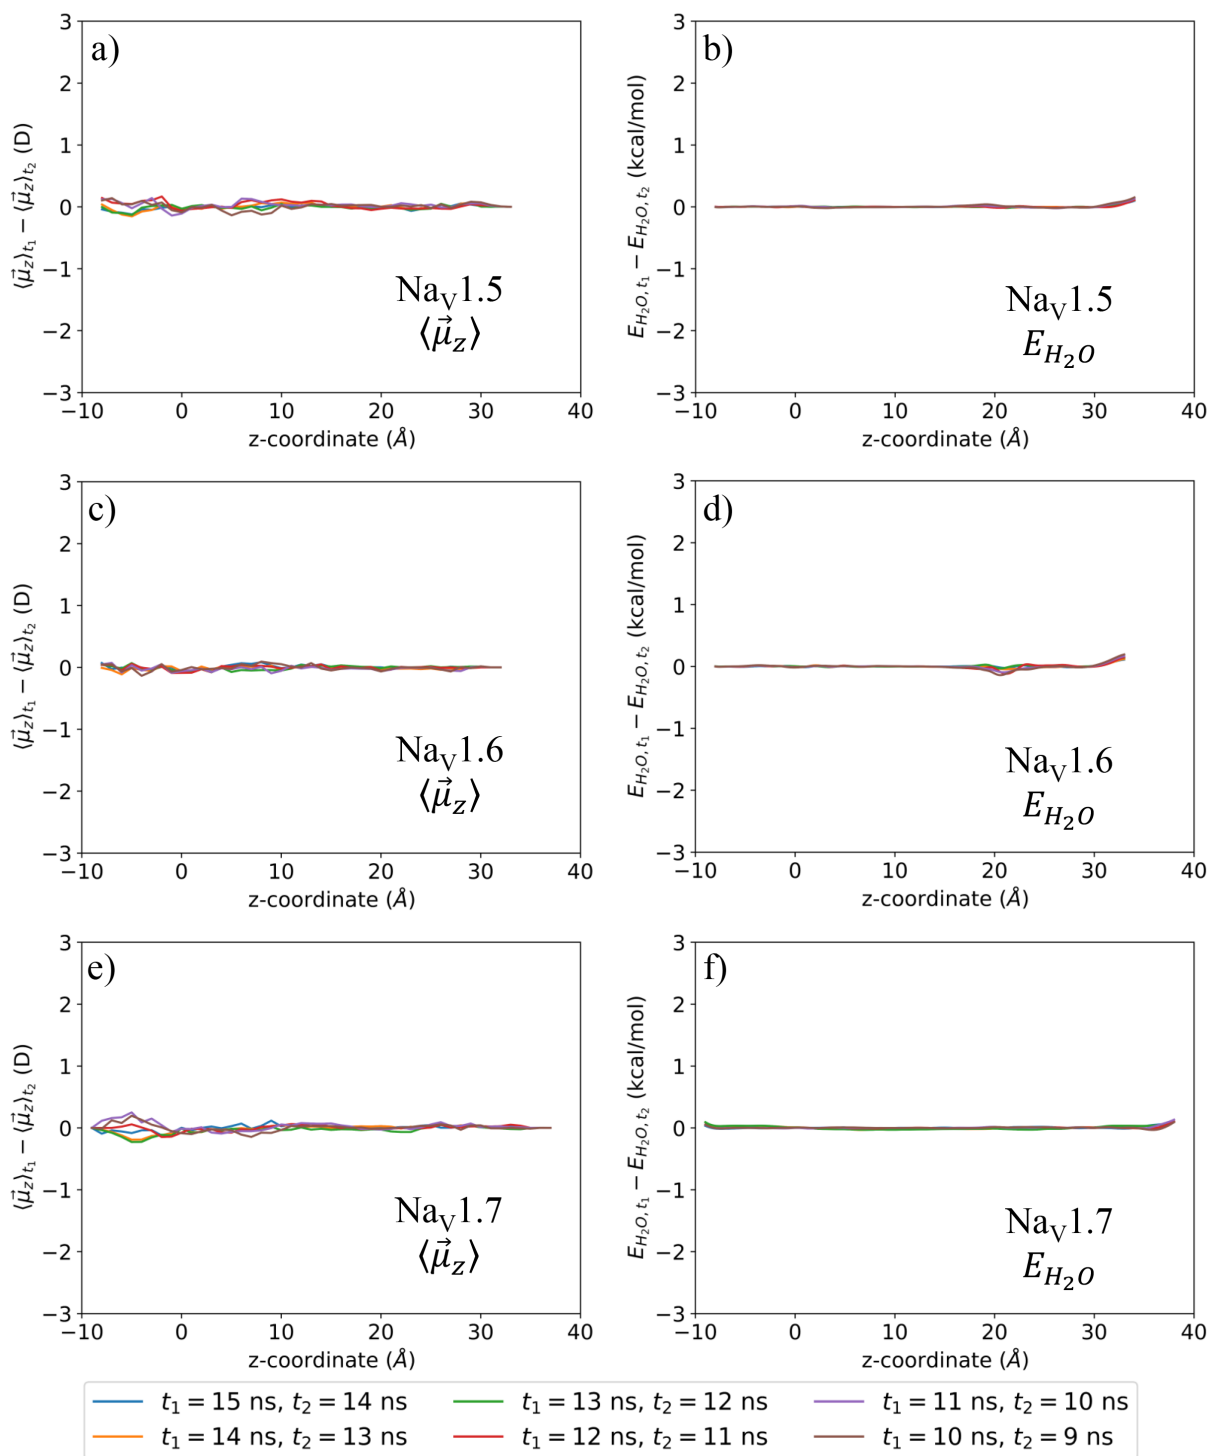 a)
3
2
1
0
−1
−2
−3
−10 0 10 20 30 40
z-coordinate (Å)
⟨μ⃗z⟩t1 − ⟨μ⃗z⟩t2 (D)
NaV1.5
⟨μ⃗z⟩
b)
3
2
1
0
−1
−2
−3
−10 0 10 20 30 40
z-coordinate (Å)
EH2O,t1 − EH2O,t2 (kcal/mol)
NaV1.5
EH2O
c)
3
2
1
0
−1
−2
−3
−10 0 10 20 30 40
z-coordinate (Å)
⟨μ⃗z⟩t1 − ⟨μ⃗z⟩t2 (D)
NaV1.6
⟨μ⃗z⟩
d)
3
2
1
0
−1
−2
−3
−10 0 10 20 30 40
z-coordinate (Å)
EH2O,t1 − EH2O,t2 (kcal/mol)
NaV1.6
EH2O
e)
3
2
1
0
−1
−2
−3
−10 0 10 20 30 40
z-coordinate (Å)
⟨μ⃗z⟩t1 − ⟨μ⃗z⟩t2 (D)
NaV1.7
⟨μ⃗z⟩
f)
3
2
1
0
−1
−2
−3
−10 0 10 20 30 40
z-coordinate (Å)
EH2O,t1 − EH2O,t2 (kcal/mol)
NaV1.7
EH2O
t1 = 15 ns, t2 = 14 ns
t1 = 14 ns, t2 = 13 ns
t1 = 13 ns, t2 = 12 ns
t1 = 12 ns, t2 = 11 ns
t1 = 11 ns, t2 = 10 ns
t1 = 10 ns, t2 = 9 ns